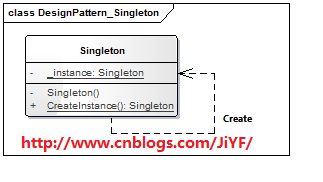 class DesignPattern_Singleton
Singleton
- _instance: Singleton
- Singleton()
+ CreateInstance(): Singleton
Create
http://www.cnblogs.com/JiYF/